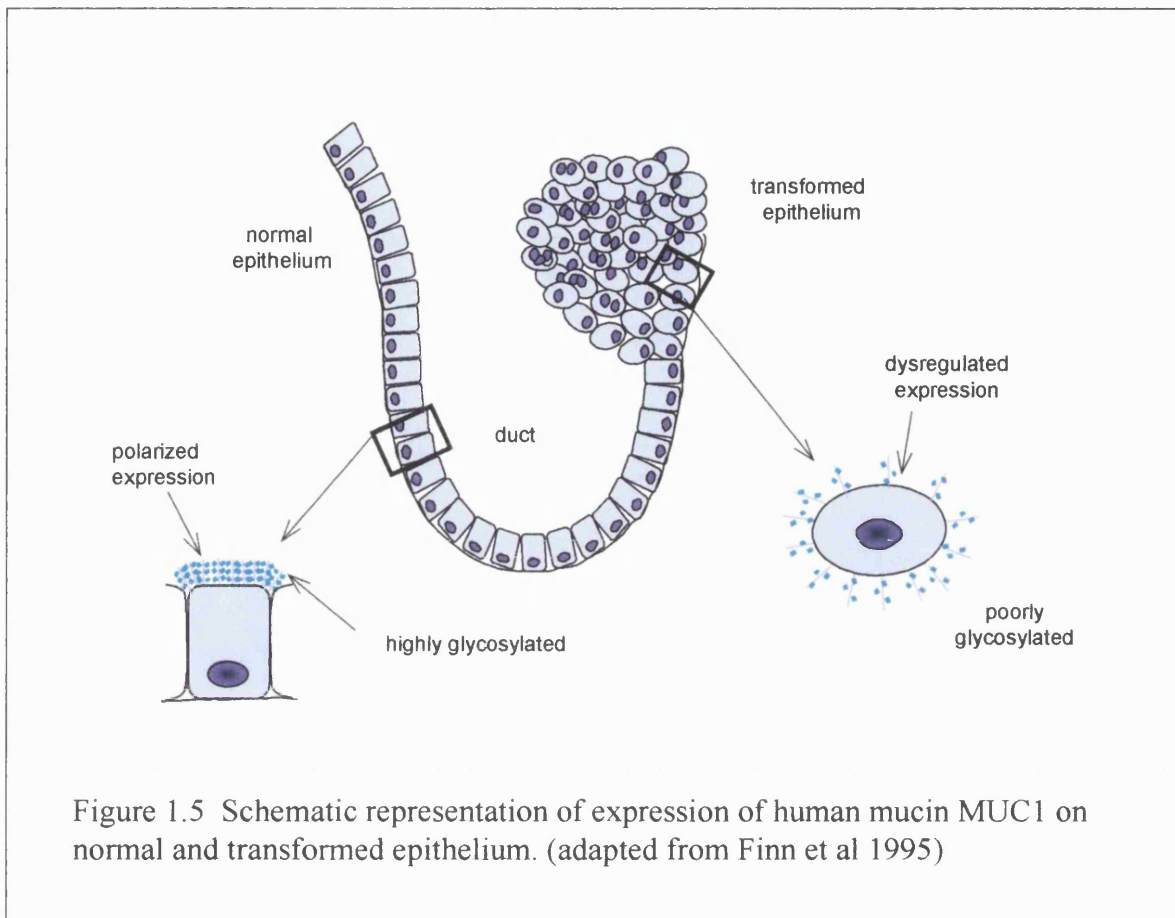 normal
epithelium
transformed
epithelium
dysregulated
expression
duct
polarized
expression
highly glycosylated
poorly
glycosylated
Figure 1.5 Schematic representation of expression of human mucin MUC1 on
normal and transformed epithelium. (adapted from Finn et al 1995)